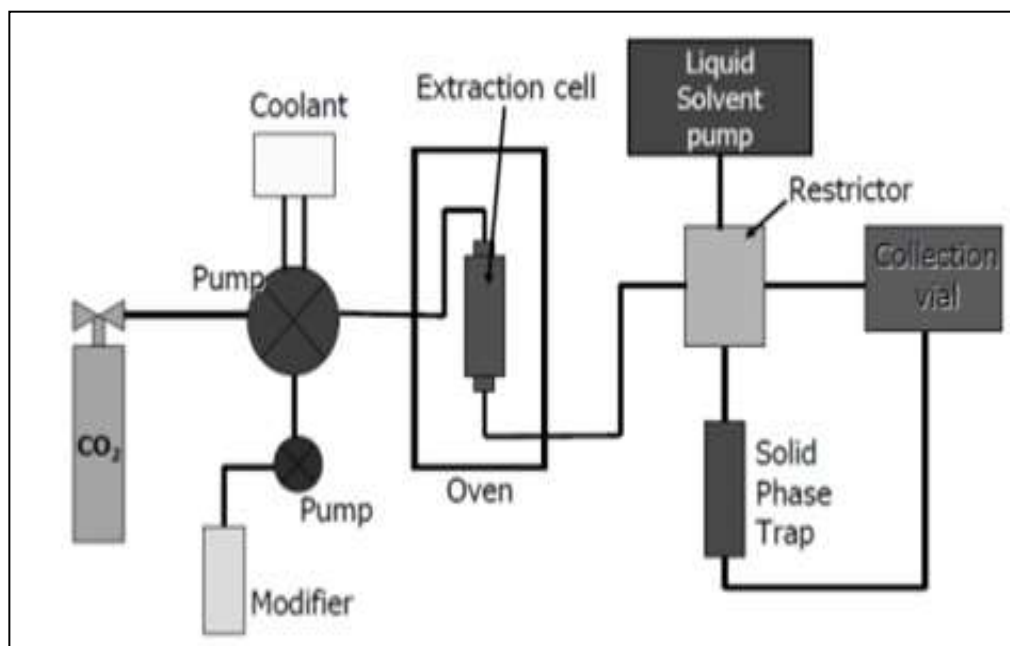 Liquid
Solvent
pump
Extraction cell
Coolant
Restrictor
Pump
Collection
vial
CO₂
Oven
Pump
Solid
Phase
Trap
Modifier